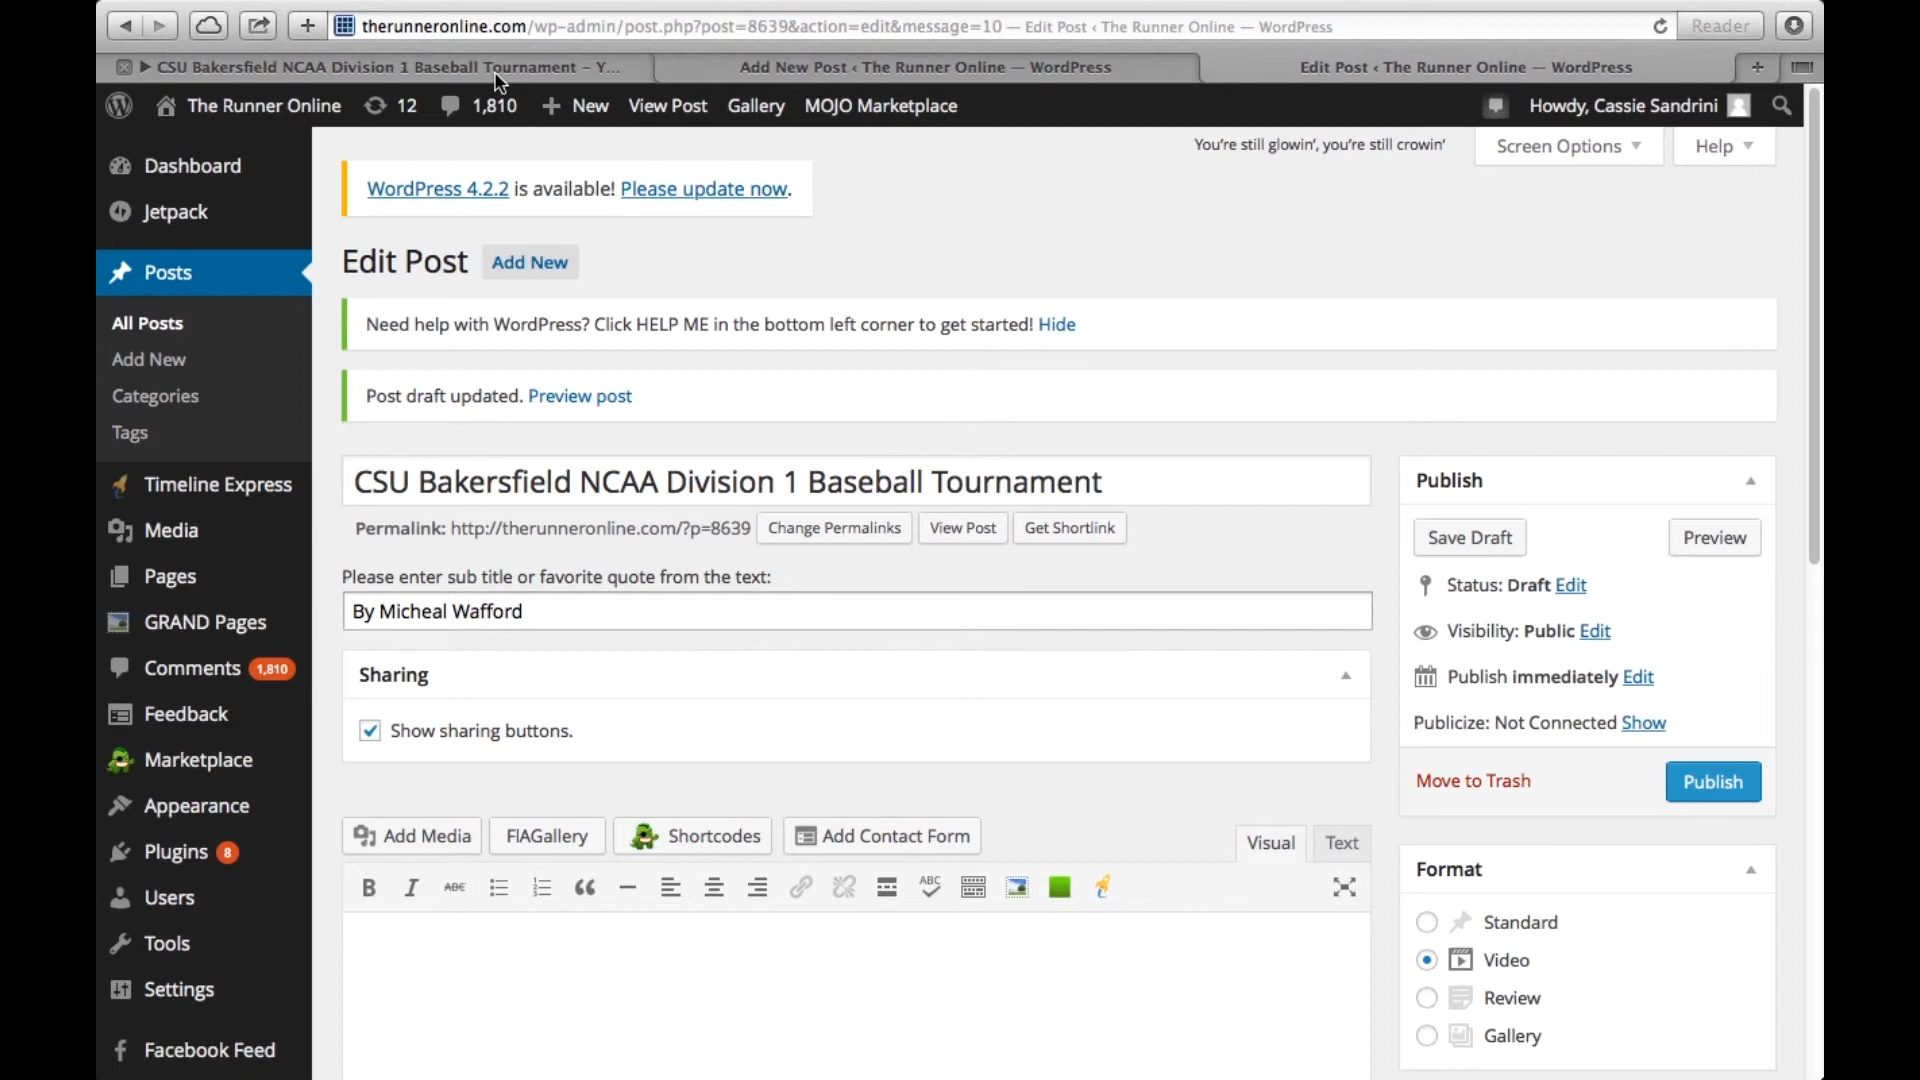 therunneronline.com/wp-admin/post.php?post=8639&action=edit&message=10 — Edit Post ‹ The Runner Online — WordPress
Reader
CSU Bakersfield NCAA Division 1 Baseball Tournament – Y...
Add New Post ‹ The Runner Online — WordPress
Edit Post ‹ The Runner Online — WordPress
The Runner Online 12 1,810 New View Post Gallery MOJO Marketplace
Howdy, Cassie Sandrini
You're still glowin', you're still crowin'
Screen Options
Help
Dashboard
Jetpack
Posts
All Posts
Add New
Categories
Tags
Timeline Express
Media
Pages
GRAND Pages
Comments 1,810
Feedback
Marketplace
Appearance
Plugins 8
Users
Tools
Settings
Facebook Feed
WordPress 4.2.2 is available! Please update now.
Edit Post Add New
Need help with WordPress? Click HELP ME in the bottom left corner to get started! Hide
Post draft updated. Preview post
CSU Bakersfield NCAA Division 1 Baseball Tournament
Permalink: http://therunneronline.com/?p=8639 Change Permalinks View Post Get Shortlink
Please enter sub title or favorite quote from the text:
By Micheal Wafford
Sharing
Show sharing buttons.
Add Media FlAGallery Shortcodes Add Contact Form
Visual Text
B I ABC ABC
Publish
Save Draft Preview
Status: Draft Edit
Visibility: Public Edit
Publish immediately Edit
Publicize: Not Connected Show
Move to Trash Publish
Format
Standard
Video
Review
Gallery